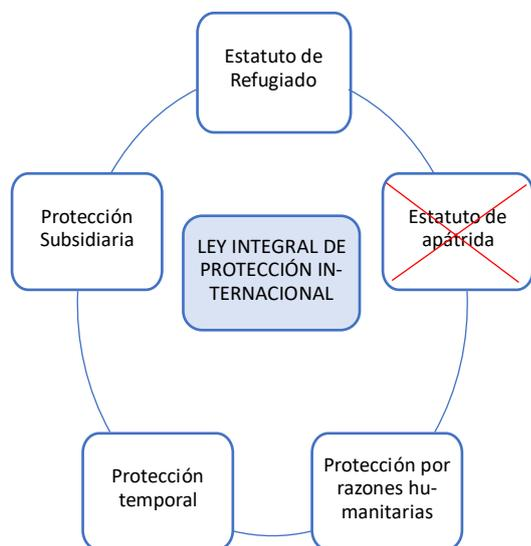 Estatuto de
Refugiado
Protección
Subsidiaria
LEY INTEGRAL DE
PROTECCIÓN IN-
TERNACIONAL
Estatuto de
apátrida
Protección
temporal
Protección por
razones hu-
manitarias